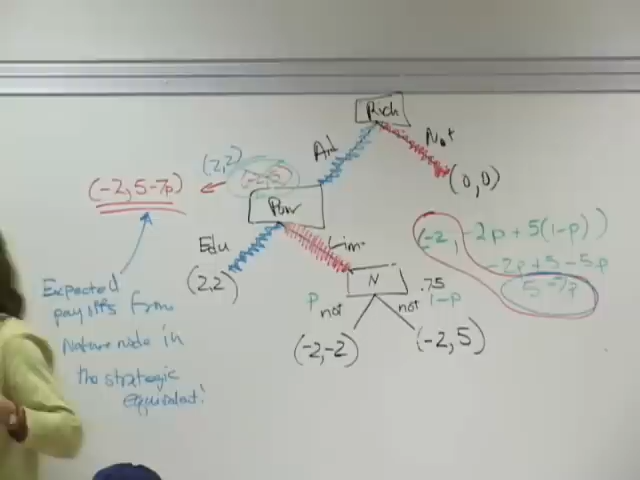 Rich
Aid
Not
(0,0)
(2,2)
(-2, 5-7p)
Poor
Edu
Lim
(2,2)
N
.75
p
not
not
1-p
(-2,-2)
(-2, 5)
(-2, -2p + 5(1-p))
-2p + 5 - 5p
5 - 7p
Expected
payoffs from
Nature node in
the strategic
equivalent!